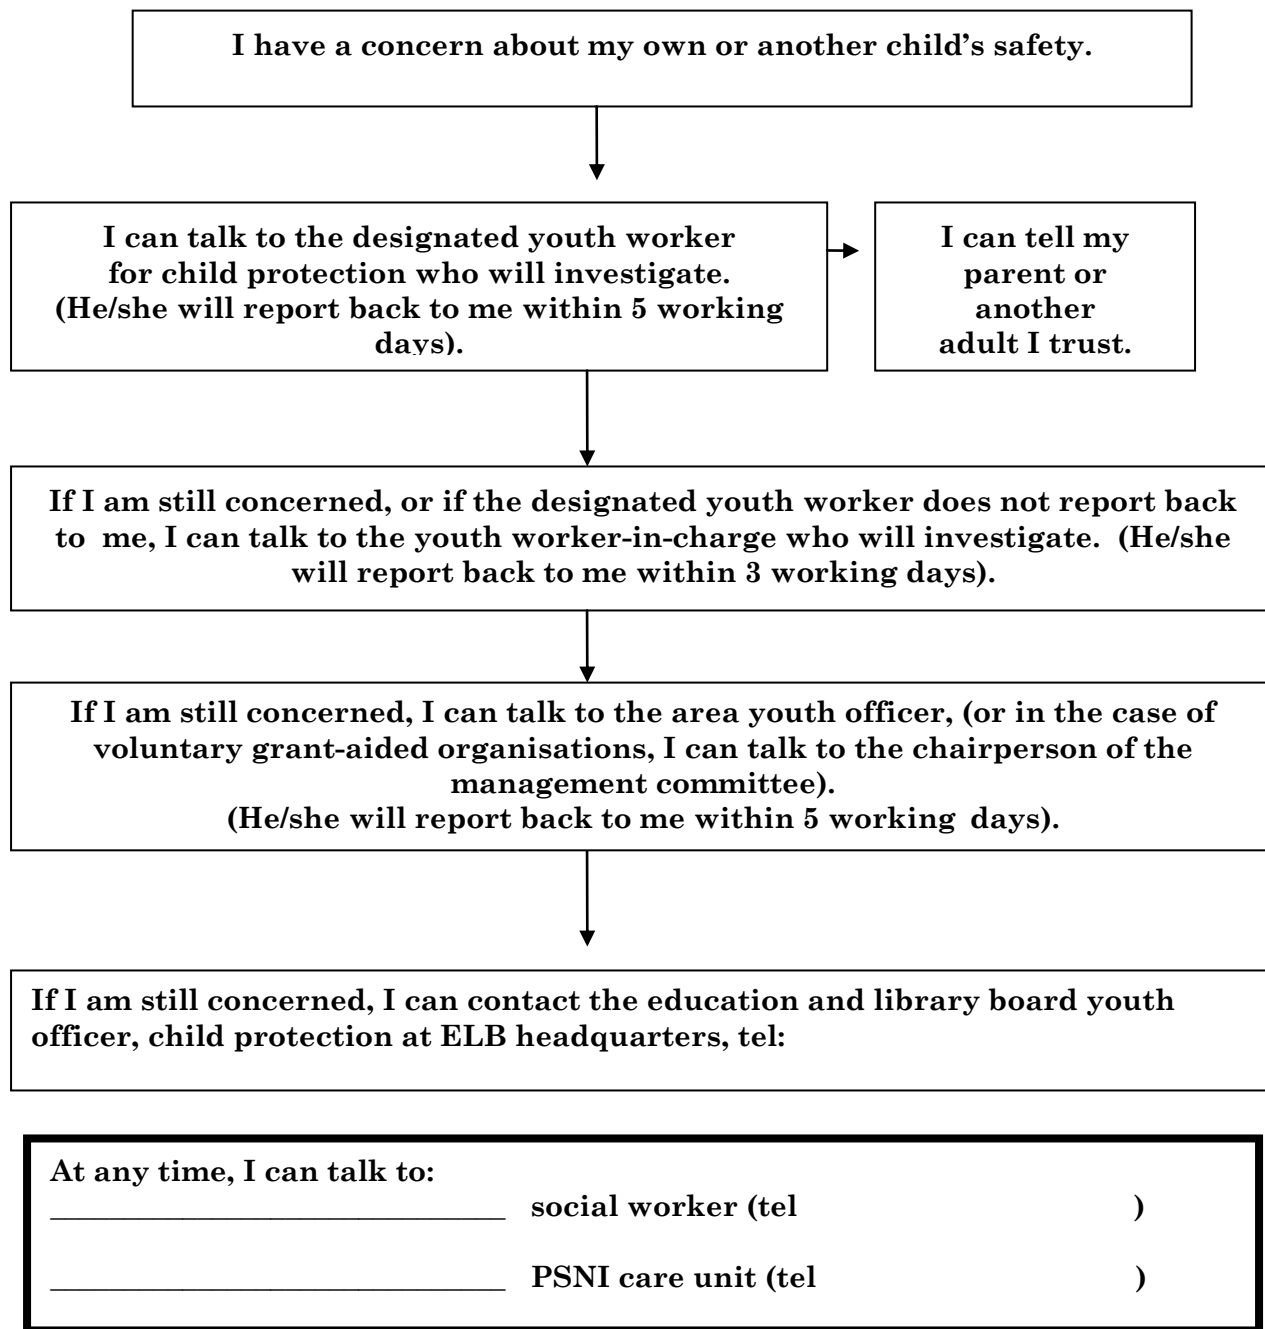 I have a concern about my own or another child’s safety.
I can talk to the designated youth worker
for child protection who will investigate.
(He/she will report back to me within 5 working
days).
I can tell my
parent or
another
adult I trust.
If I am still concerned, or if the designated youth worker does not report back
to  me, I can talk to the youth worker-in-charge who will investigate.  (He/she
will report back to me within 3 working days).
If I am still concerned, I can talk to the area youth officer, (or in the case of
voluntary grant-aided organisations, I can talk to the chairperson of the
management committee).
(He/she will report back to me within 5 working  days).
If I am still concerned, I can contact the education and library board youth
officer, child protection at ELB headquarters, tel:
At any time, I can talk to:
_______________________________ social worker (tel                    )
_______________________________ PSNI care unit (tel                    )